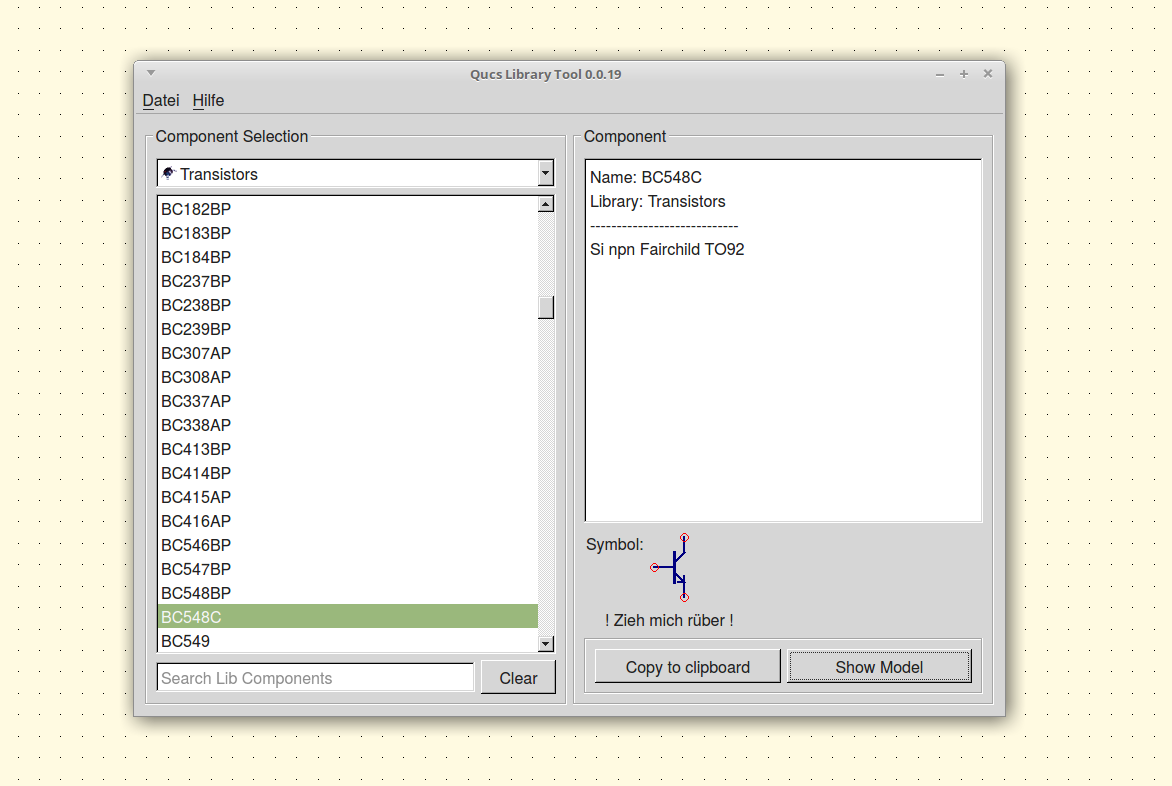 Qucs Library Tool 0.0.19
Datei Hilfe
Component Selection
Transistors
BC182BP
BC183BP
BC184BP
BC237BP
BC238BP
BC239BP
BC307AP
BC308AP
BC337AP
BC338AP
BC413BP
BC414BP
BC415AP
BC416AP
BC546BP
BC547BP
BC548BP
BC548C
BC549
Search Lib Components
Clear
Component
Name: BC548C
Library: Transistors
----------------------------
Si npn Fairchild TO92
Symbol:
! Zieh mich rüber !
Copy to clipboard
Show Model